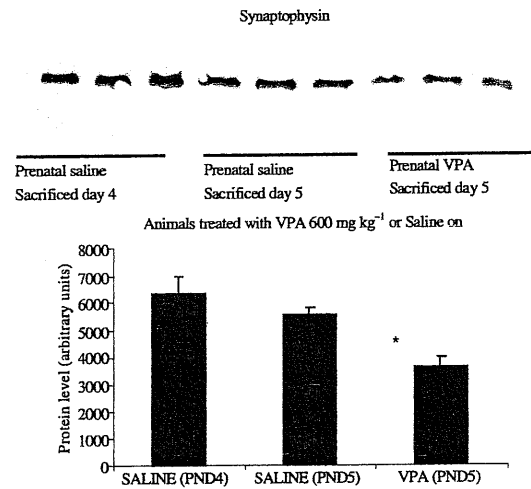 Synaptophysin
Prenatal saline
Sacrificed day 4
Prenatal saline
Sacrificed day 5
Prenatal VPA
Sacrificed day 5
Animals treated with VPA 600 mg kg⁻¹ or Saline on
Protein level (arbitrary units)
8000
7000
6000
5000
4000
3000
2000
1000
0
*
SALINE (PND4) SALINE (PND5) VPA (PND5)